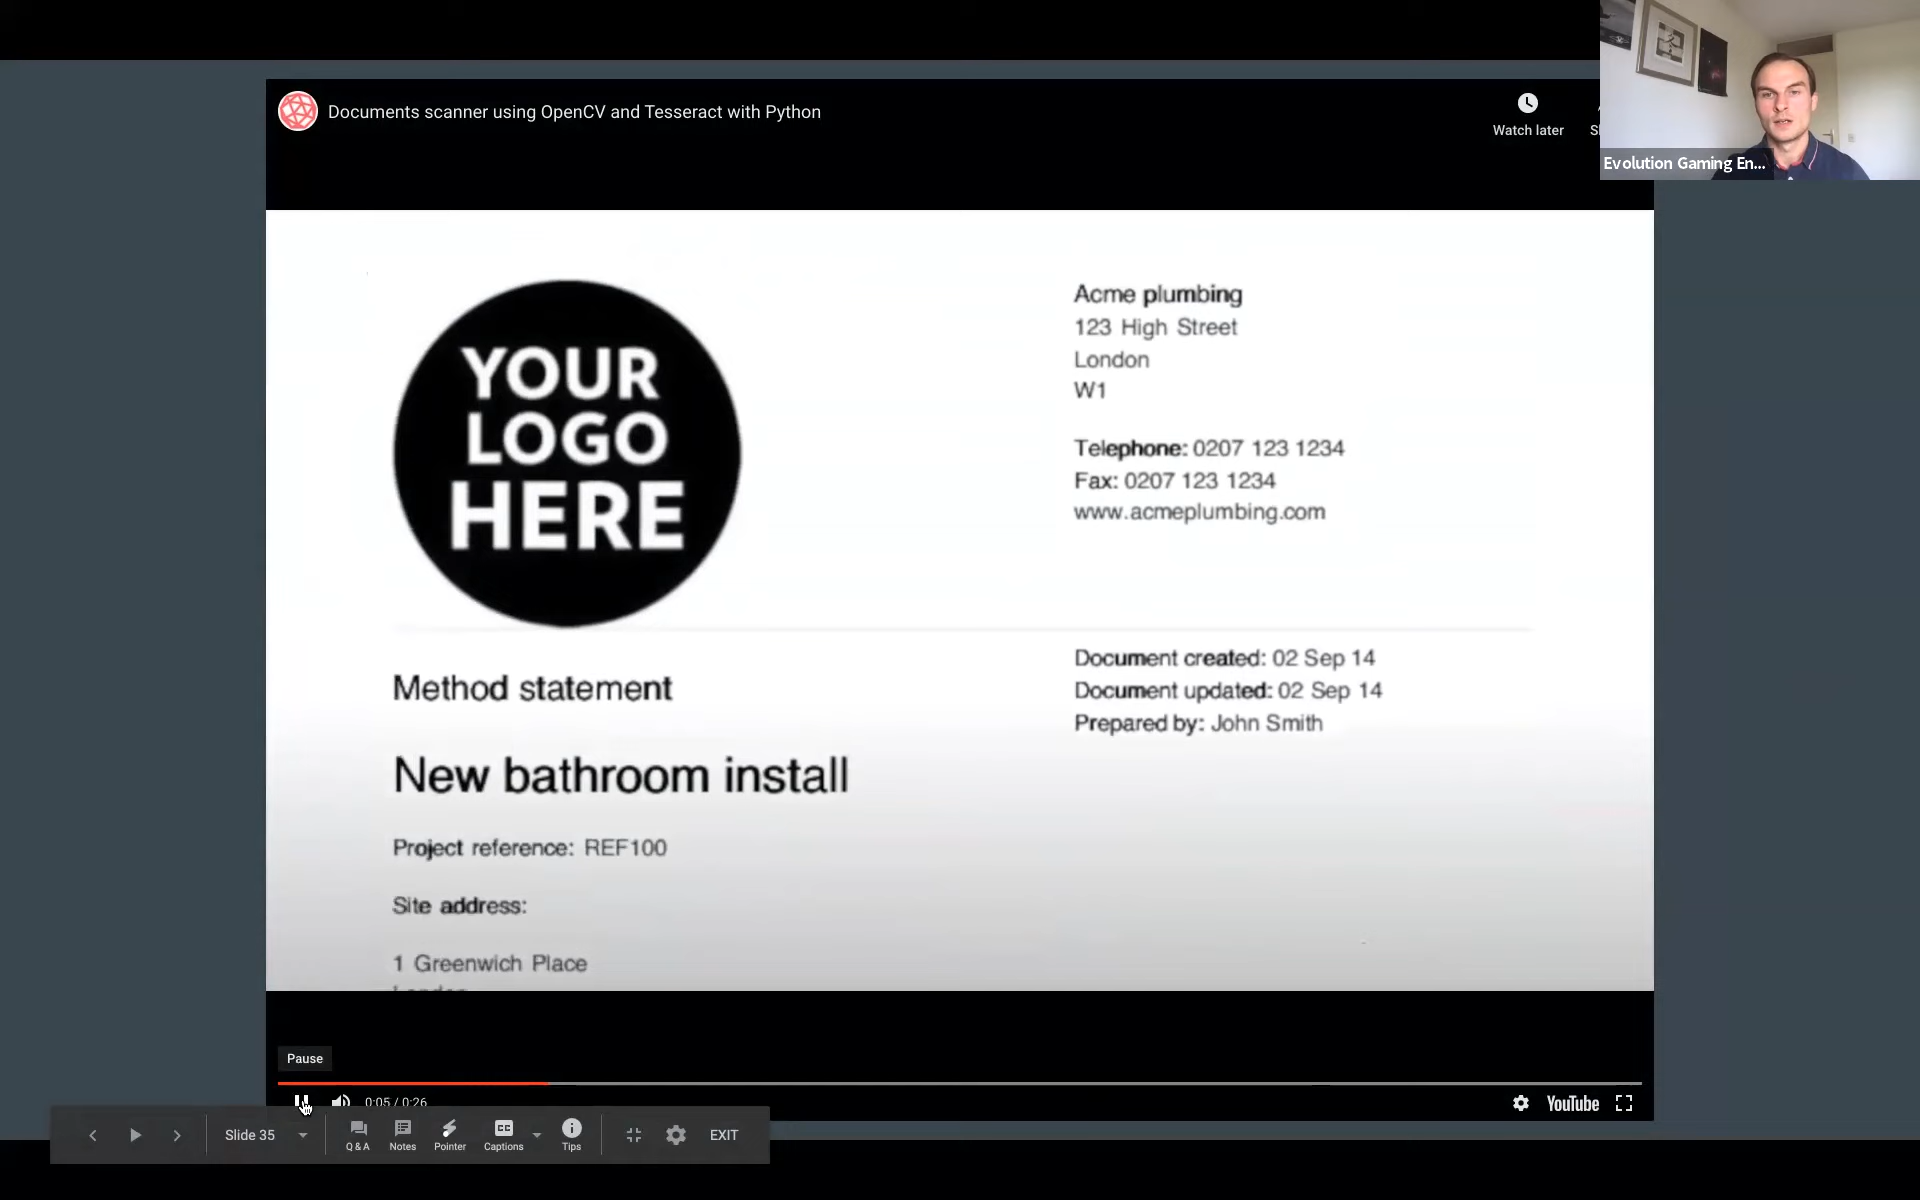 Documents scanner using OpenCV and Tesseract with Python
Watch later
Evolution Gaming En...
YOUR
LOGO
HERE
Acme plumbing
123 High Street
London
W1
Telephone: 0207 123 1234
Fax: 0207 123 1234
www.acmeplumbing.com
Document created: 02 Sep 14
Document updated: 02 Sep 14
Prepared by: John Smith
Method statement
New bathroom install
Project reference: REF100
Site address:
1 Greenwich Place
Pause
0:05 / 0:26
YouTube
Slide 35
Q & A
Notes
CC
Pointer
Captions
Tips
EXIT